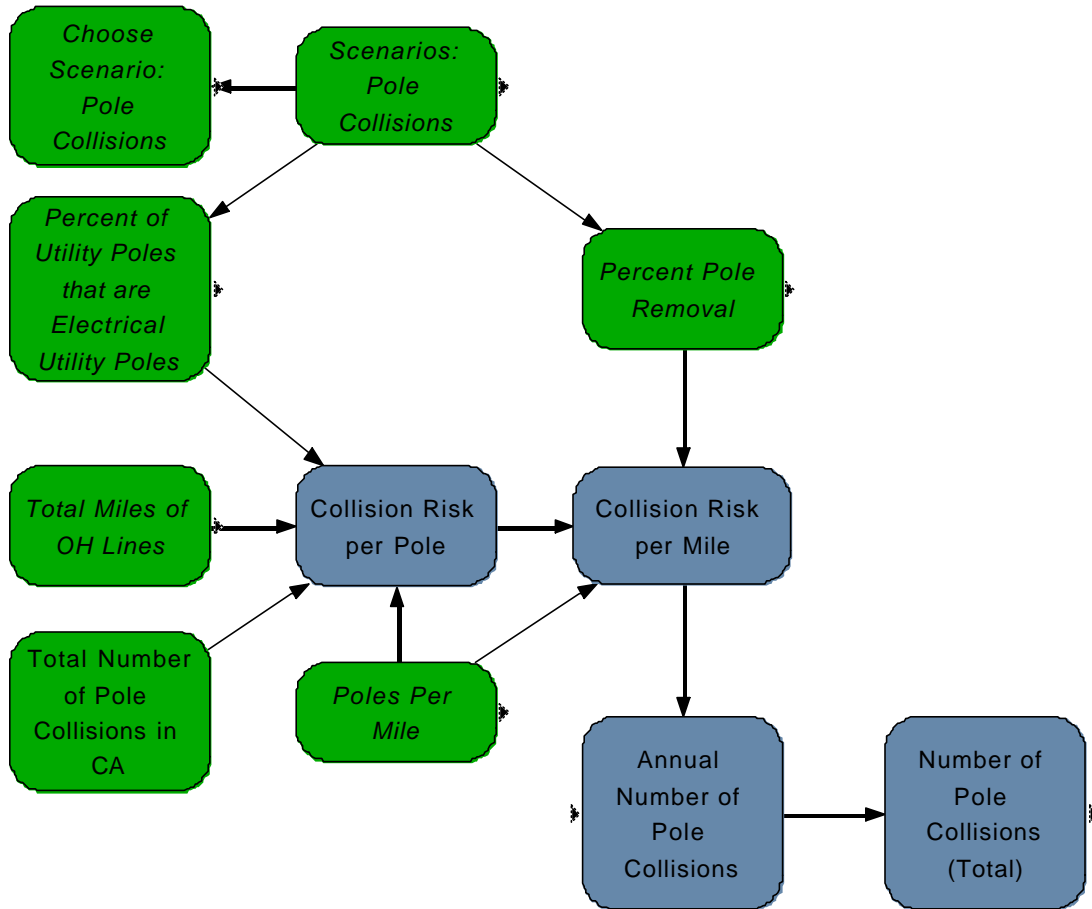 Choose
Scenario:
Pole
Collisions
Scenarios:
Pole
Collisions
Percent of
Utility Poles
that are
Electrical
Utility Poles
Percent Pole
Removal
Total Miles of
OH Lines
Collision Risk
per Pole
Collision Risk
per Mile
Total Number
of Pole
Collisions in
CA
Poles Per
Mile
Annual
Number of
Pole
Collisions
Number of
Pole
Collisions
(Total)